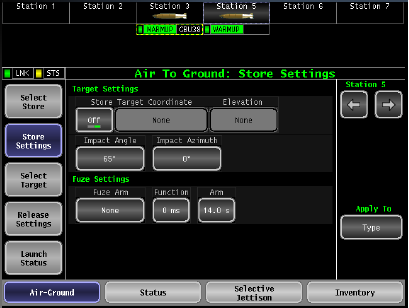 Station 1 Station 2 Station 3 Station 5 Station 6 Station 7
WARMUP GBU38 WARMUP
LNK STS Air To Ground: Store Settings
Select
Store
Store
Settings
Select
Target
Release
Settings
Launch
Status
Target Settings
Store Target Coordinate Elevation
Off None None
Impact Angle Impact Azimuth
65° 0°
Fuze Settings
Fuze Arm Function Arm
None 0 ms 14.0 s
Station 5
Apply To
Type
Air-Ground Status Selective
Jettison Inventory